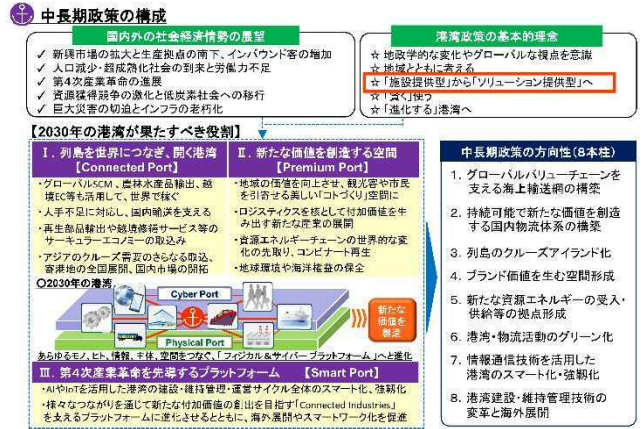 中長期政策の構成
国内外の社会経済情勢の展望
✓ 新興市場の拡大と生産拠点の南下、インバウンド客の増加
✓ 人口減少・超成熟化社会の到来と労働力不足
✓ 第4次産業革命の進展
✓ 資源獲得競争の激化と低炭素社会への移行
✓ 巨大災害の切迫とインフラの老朽化
港湾政策の基本的理念
☆ 地政学的な変化やグローバルな視点を意識
☆ 地域とともに考える
☆ 「施設提供型」から「ソリューション提供型」へ
☆ 「賢く」使う
☆ 「進化する」港湾へ
【2030年の港湾が果たすべき役割】
Ⅰ. 列島を世界につなぎ、開く港湾
【Connected Port】
・グローバルSCM、農林水産品輸出、越
境EC等も活用して、世界で稼ぐ
・人手不足に対応し、国内輸送を支える
・再生部品輸出や越境修繕サービス等の
サーキュラーエコノミーの取込み
・アジアのクルーズ需要のさらなる取込、
寄港地の全国展開、国内市場の開拓
Ⅱ. 新たな価値を創造する空間
【Premium Port】
・地域の価値を向上させ、観光客や市民
を引寄せる美しい「コトづくり」空間に
・ロジスティクスを核として付加価値を生
み出す新たな産業の展開
・資源エネルギーチェーンの世界的な変
化の先取り、コンビナート再生
・地球環境や海洋権益の保全
○2030年の港湾
Cyber Port
Physical Port
新たな
価値を
創造
あらゆるモノ、ヒト、情報、主体、空間をつなぐ、「フィジカル&サイバー プラットフォーム」へと進化
Ⅲ. 第4次産業革命を先導するプラットフォーム 【Smart Port】
・AIやIoTを活用した港湾の建設・維持管理・運営サイクル全体のスマート化、強靱化
・様々なつながりを通じて新たな付加価値の創出を目指す「Connected Industries」
を支えるプラットフォームに進化させるとともに、海外展開やスマートワーク化を促進
中長期政策の方向性(8本柱)
1. グローバルバリューチェーンを
支える海上輸送網の構築
2. 持続可能で新たな価値を創造
する国内物流体系の構築
3. 列島のクルーズアイランド化
4. ブランド価値を生む空間形成
5. 新たな資源エネルギーの受入・
供給等の拠点形成
6. 港湾・物流活動のグリーン化
7. 情報通信技術を活用した
港湾のスマート化・強靱化
8. 港湾建設・維持管理技術の
変革と海外展開